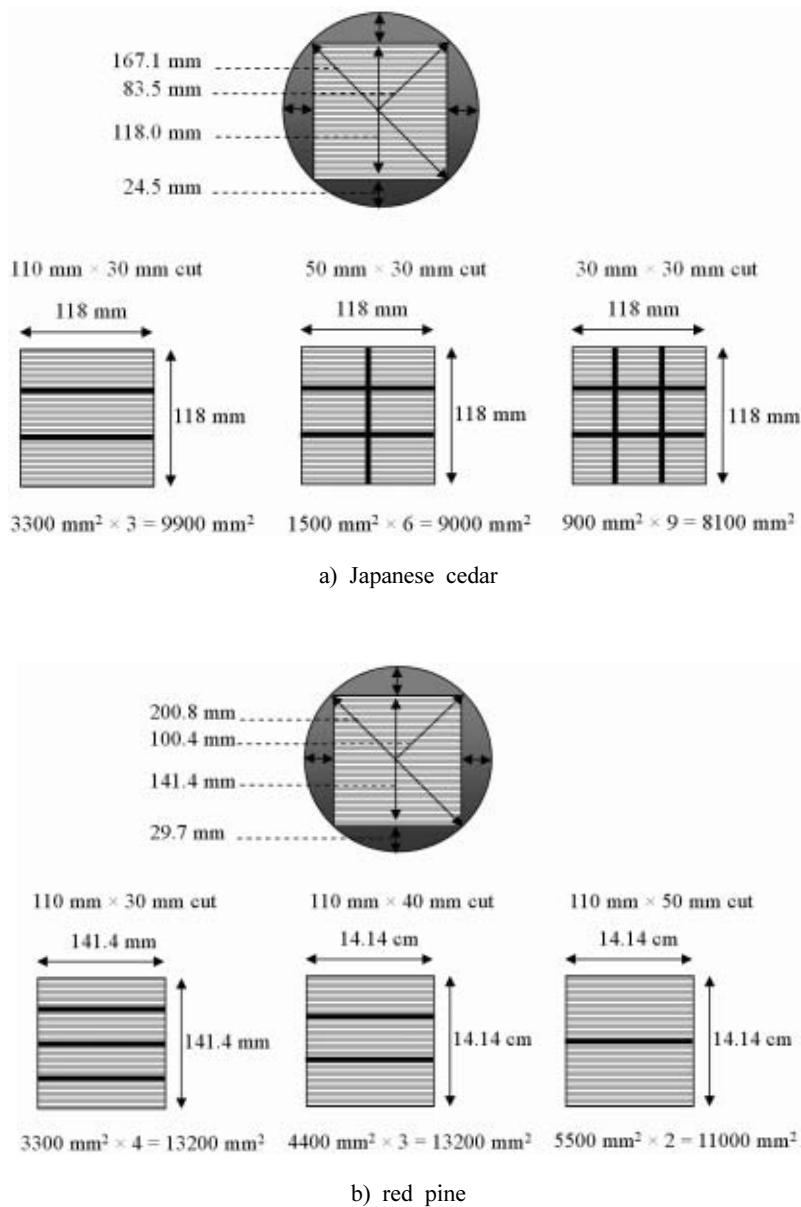 167.1 mm
83.5 mm
118.0 mm
24.5 mm
110 mm × 30 mm cut
50 mm × 30 mm cut
30 mm × 30 mm cut
118 mm
118 mm
118 mm
118 mm
118 mm
118 mm
3300 mm² × 3 = 9900 mm²
1500 mm² × 6 = 9000 mm²
900 mm² × 9 = 8100 mm²
a) Japanese cedar
200.8 mm
100.4 mm
141.4 mm
29.7 mm
110 mm × 30 mm cut
110 mm × 40 mm cut
110 mm × 50 mm cut
141.4 mm
14.14 cm
14.14 cm
141.4 mm
14.14 cm
14.14 cm
3300 mm² × 4 = 13200 mm²
4400 mm² × 3 = 13200 mm²
5500 mm² × 2 = 11000 mm²
b) red pine